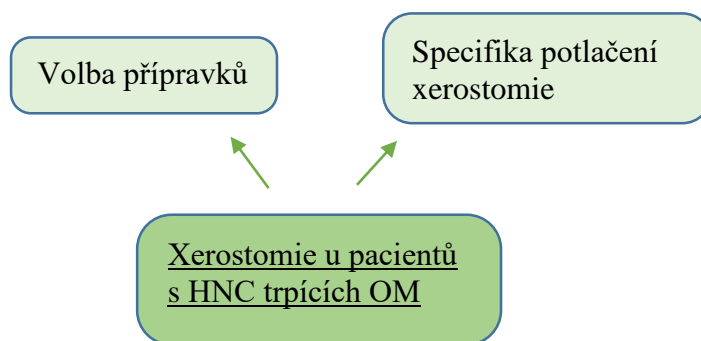 Volba přípravků
Specifika potlačení
xerostomie
Xerostomie u pacientů
s HNC trpících OM